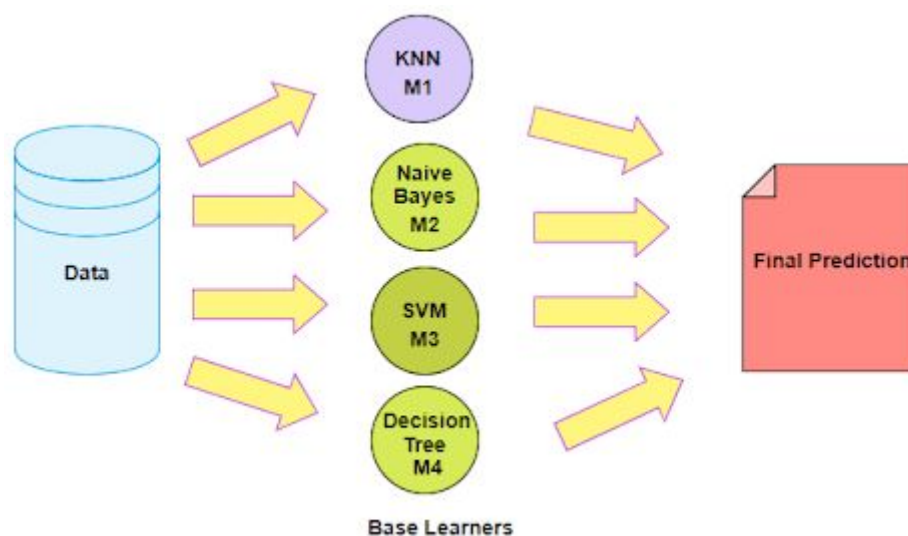 KNN
M1
Naive
Bayes
M2
Data
Final Prediction
SVM
M3
Decision
Tree
M4
Base Learners